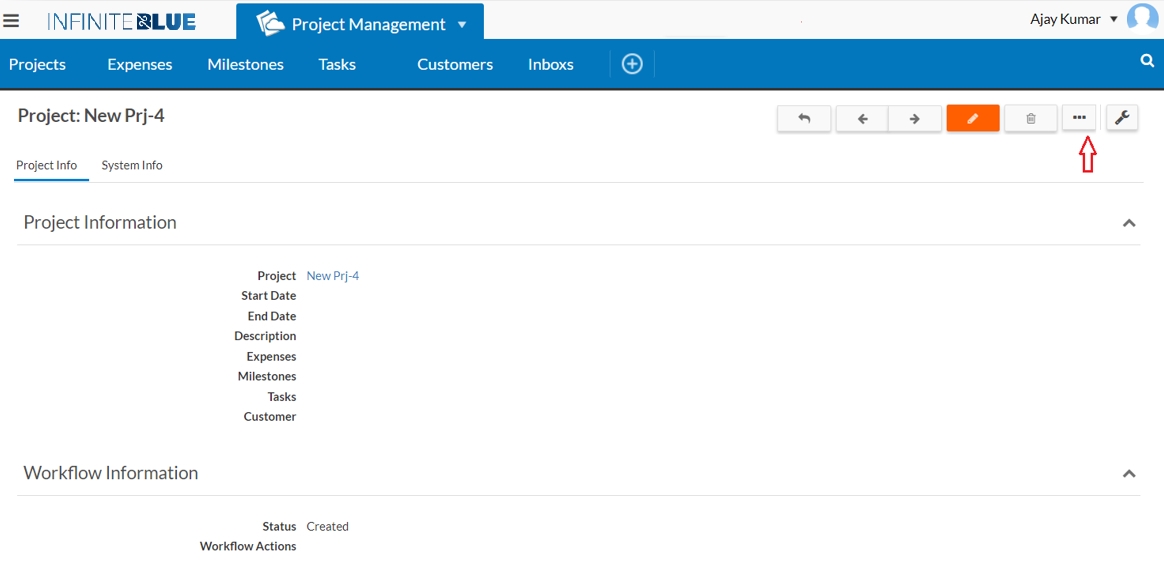 INFINITEBLUE
Project Management
Ajay Kumar
Projects Expenses Milestones Tasks Customers Inboxs
Project: New Prj-4
Project Info System Info
Project Information
Project New Prj-4
Start Date
End Date
Description
Expenses
Milestones
Tasks
Customer
Workflow Information
Status Created
Workflow Actions